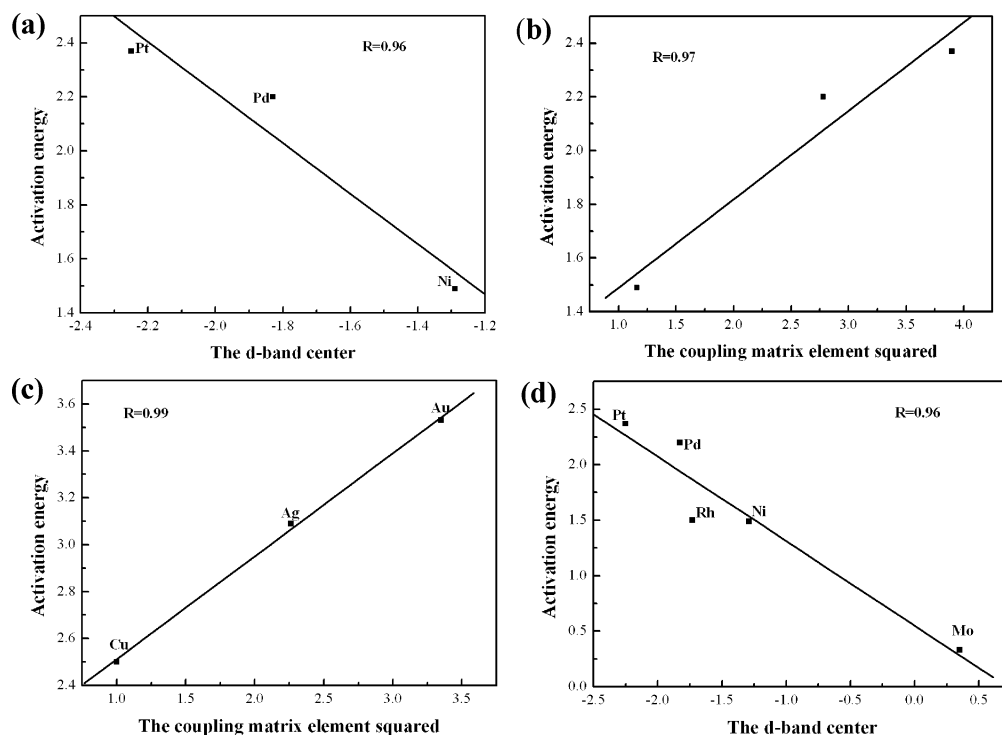 (a)
R=0.96
Pt
Pd
Ni
Activation energy
2.4
2.2
2.0
1.8
1.6
1.4
-2.4 -2.2 -2.0 -1.8 -1.6 -1.4 -1.2
The d-band center
(b)
R=0.97
Activation energy
2.4
2.2
2.0
1.8
1.6
1.4
1.0 1.5 2.0 2.5 3.0 3.5 4.0
The coupling matrix element squared
(c)
R=0.99
Au
Ag
Cu
Activation energy
3.6
3.4
3.2
3.0
2.8
2.6
2.4
1.0 1.5 2.0 2.5 3.0 3.5
The coupling matrix element squared
(d)
R=0.96
Pt
Pd
Rh
Ni
Mo
Activation energy
2.5
2.0
1.5
1.0
0.5
0.0
-2.5 -2.0 -1.5 -1.0 -0.5 0.0 0.5
The d-band center